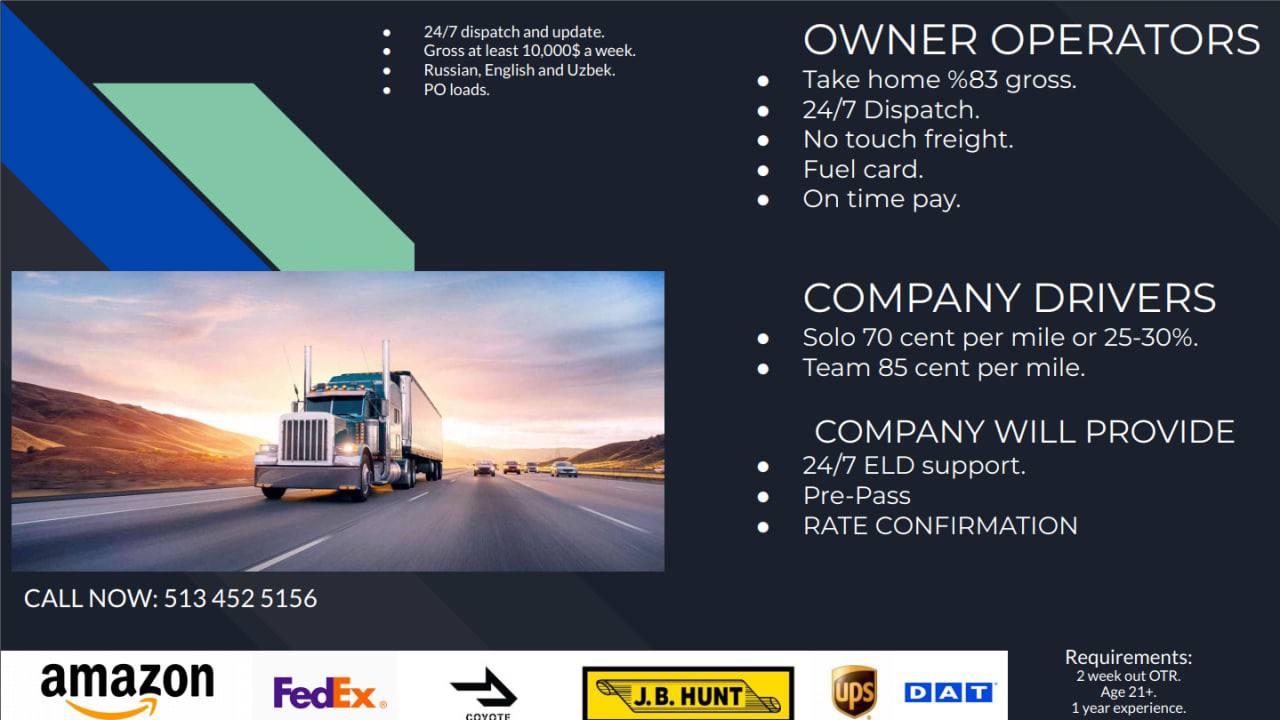 24/7 dispatch and update.
Gross at least 10,000$ a week.
Russian, English and Uzbek.
PO loads.
OWNER OPERATORS
Take home %83 gross.
24/7 Dispatch.
No touch freight.
Fuel card.
On time pay.
COMPANY DRIVERS
Solo 70 cent per mile or 25-30%.
Team 85 cent per mile.
COMPANY WILL PROVIDE
24/7 ELD support.
Pre-Pass
RATE CONFIRMATION
CALL NOW: 513 452 5156
amazon
FedEx®
COYOTE
J.B. HUNT
ups
DAT
Requirements:
2 week out OTR.
Age 21+.
1 year experience.